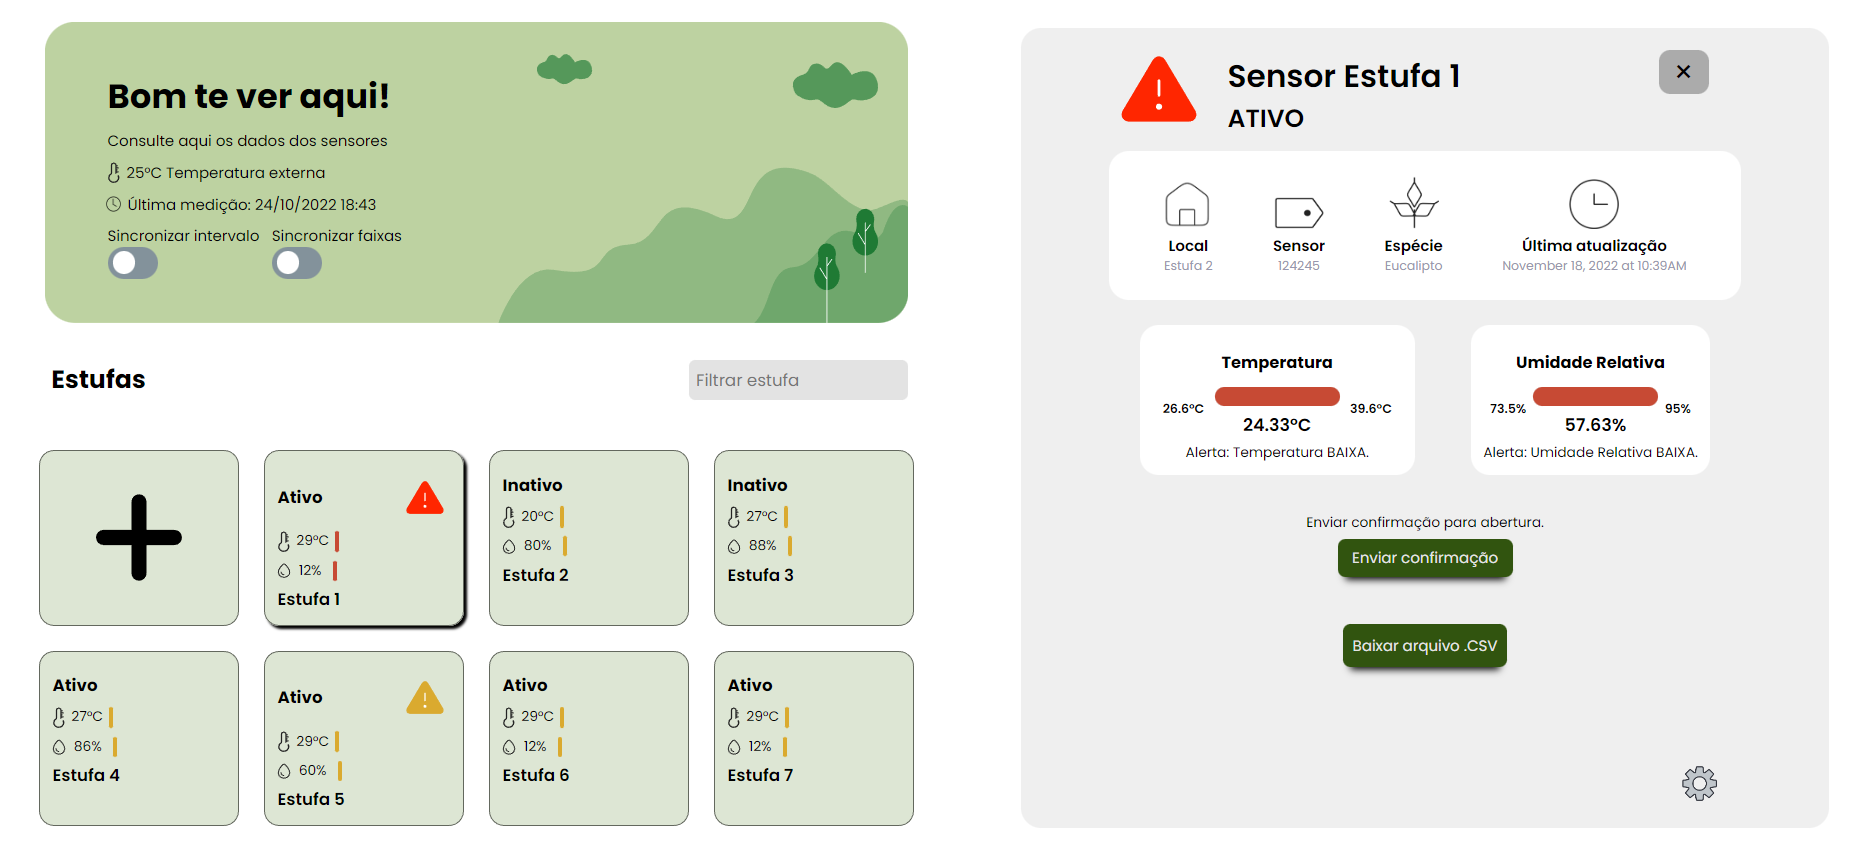 Bom te ver aqui!
Consulte aqui os dados dos sensores
25°C Temperatura externa
Última medição: 24/10/2022 18:43
Sincronizar intervalo Sincronizar faixas
Estufas
Filtrar estufa
Ativo
29°C
12%
Estufa 1
Inativo
20°C
80%
Estufa 2
Inativo
27°C
88%
Estufa 3
Ativo
27°C
86%
Estufa 4
Ativo
29°C
60%
Estufa 5
Ativo
29°C
12%
Estufa 6
Ativo
29°C
12%
Estufa 7
Sensor Estufa 1
ATIVO
Local
Estufa 2
Sensor
124245
Espécie
Eucalipto
Última atualização
November 18, 2022 at 10:39AM
Temperatura
26.6°C 39.6°C
24.33°C
Alerta: Temperatura BAIXA.
Umidade Relativa
73.5% 95%
57.63%
Alerta: Umidade Relativa BAIXA.
Enviar confirmação para abertura.
Enviar confirmação
Baixar arquivo .CSV